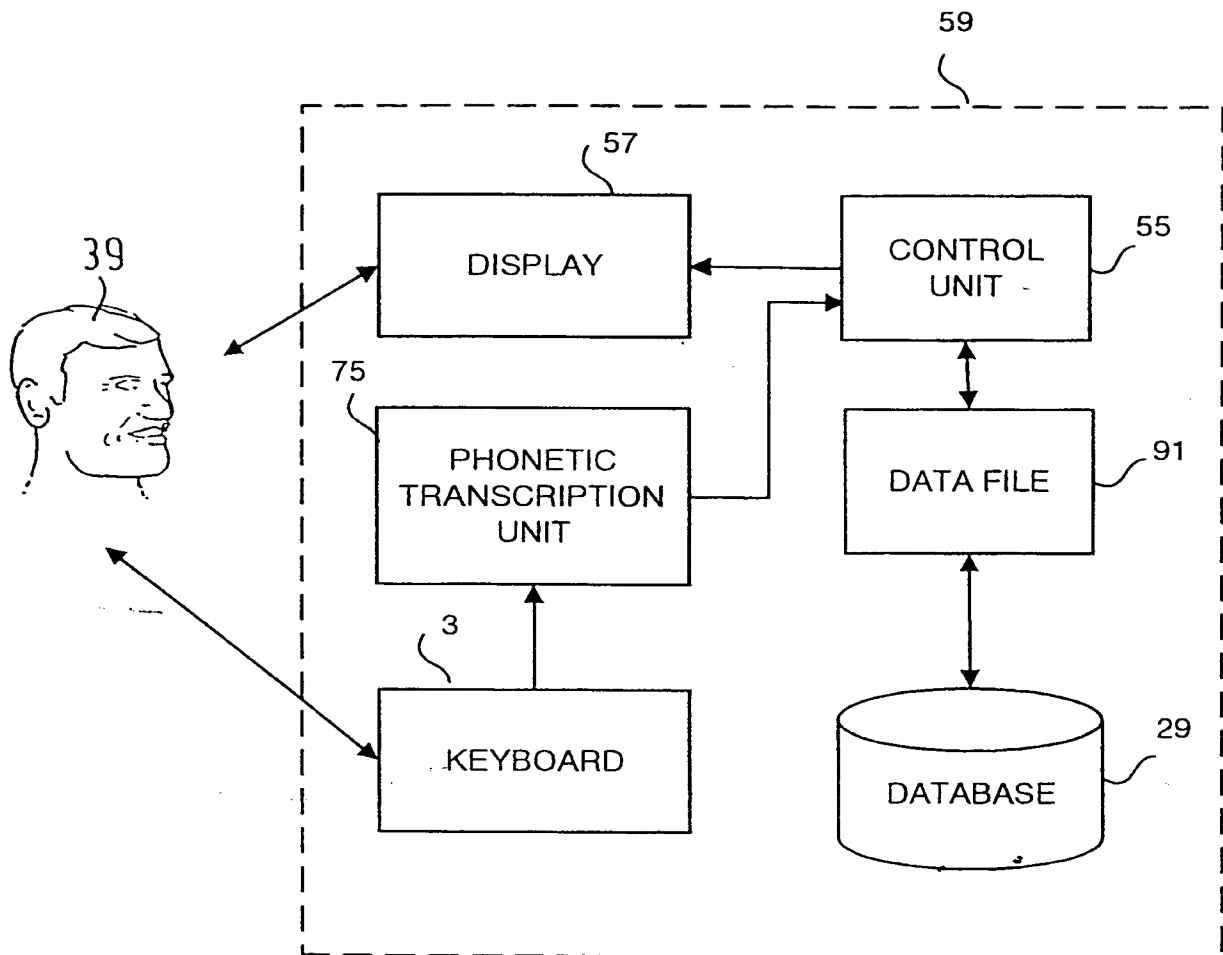 59
57
DISPLAY
CONTROL
UNIT
55
39
75
PHONETIC
TRANSCRIPTION
UNIT
DATA FILE
91
3
KEYBOARD
DATABASE
29